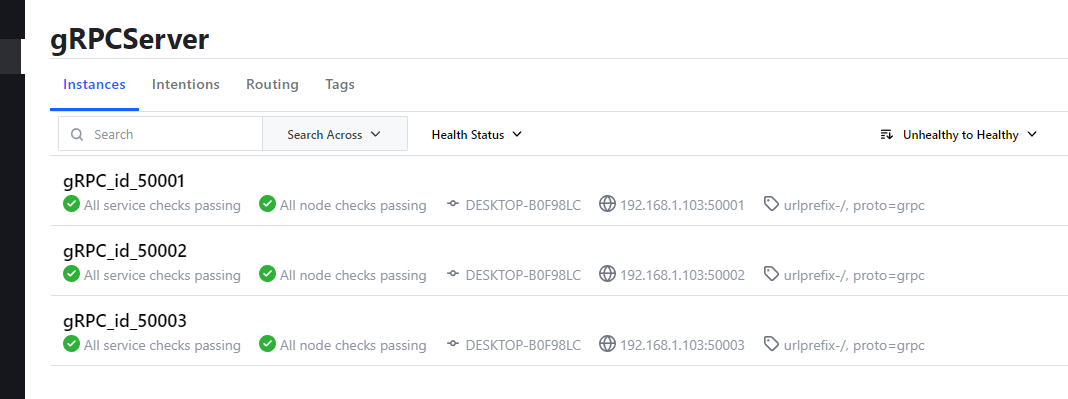 gRPCServer
Instances Intentions Routing Tags
Search Search Across Health Status Unhealthy to Healthy
gRPC_id_50001
All service checks passing All node checks passing DESKTOP-B0F98LC 192.168.1.103:50001 urlprefix-/, proto=grpc
gRPC_id_50002
All service checks passing All node checks passing DESKTOP-B0F98LC 192.168.1.103:50002 urlprefix-/, proto=grpc
gRPC_id_50003
All service checks passing All node checks passing DESKTOP-B0F98LC 192.168.1.103:50003 urlprefix-/, proto=grpc